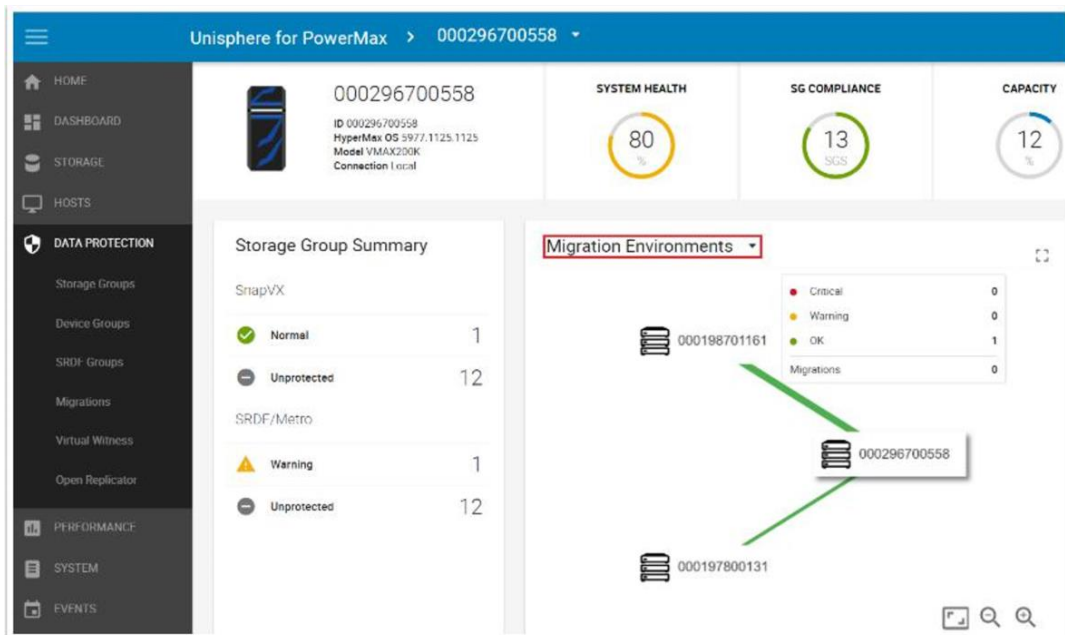 Unisphere for PowerMax > 000296700558
HOME
DASHBOARD
STORAGE
HOSTS
DATA PROTECTION
Storage Groups
Device Groups
SRDF Groups
Migrations
Virtual Witness
Open Replicator
PERFORMANCE
SYSTEM
EVENTS
000296700558
ID 000296700558
HyperMax OS 5977.1125.1125
Model VMAX200K
Connection Local
SYSTEM HEALTH
80
%
SG COMPLIANCE
13
SGS
CAPACITY
12
%
Storage Group Summary
SnapVX
Normal 1
Unprotected 12
SRDF/Metro
Warning 1
Unprotected 12
Migration Environments
Critical 0
Warning 0
OK 1
Migrations 0
000198701161
000296700558
000197800131